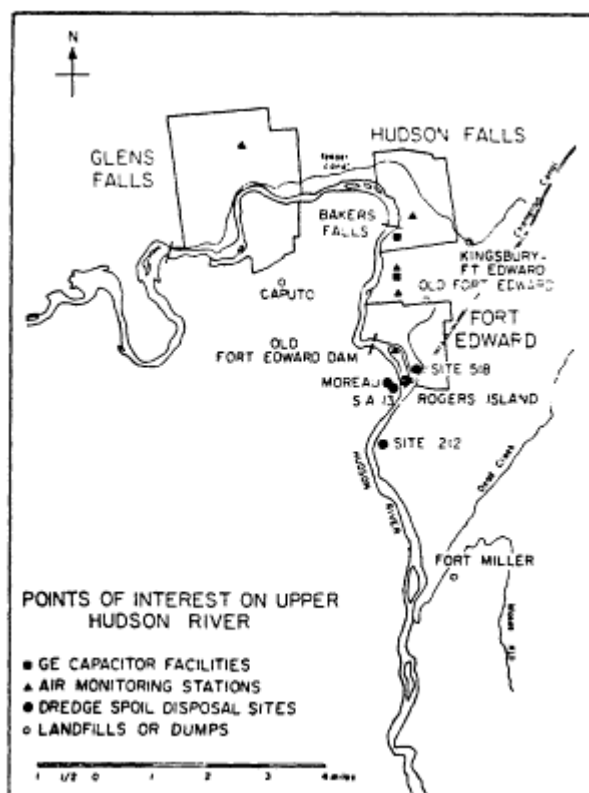 N
HUDSON FALLS
GLENS
FALLS
BAKERS
FALLS
KINGSBURY-
FT EDWARD
OLD FORT EDWARD
CAPUTO
FORT
EDWARD
OLD
FORT EDWARD DAM
SITE 518
MOREAU
ROGERS ISLAND
S A 13
SITE 212
HUDSON
RIVER
FORT MILLER
POINTS OF INTEREST ON UPPER
HUDSON RIVER
GE CAPACITOR FACILITIES
AIR MONITORING STATIONS
DREDGE SPOIL DISPOSAL SITES
LANDFILLS OR DUMPS
1 1/2 0 1 2 3 4 miles